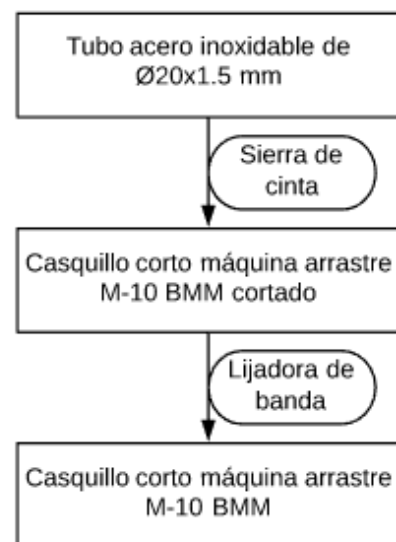 Tubo acero inoxidable de
Ø20x1.5 mm
Sierra de
cinta
Casquillo corto máquina arrastre
M-10 BMM cortado
Lijadora de
banda
Casquillo corto máquina arrastre
M-10 BMM